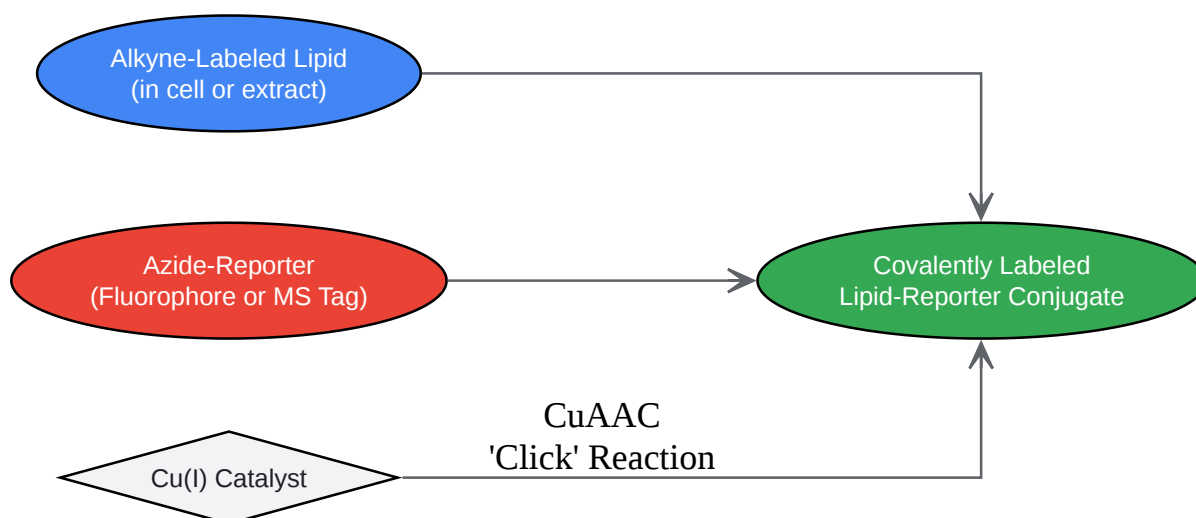 Alkyne-Labeled Lipid
(in cell or extract)
Azide-Reporter
(Fluorophore or MS Tag)
Covalently Labeled
Lipid-Reporter Conjugate
CuAAC
'Click' Reaction
Cu(I) Catalyst